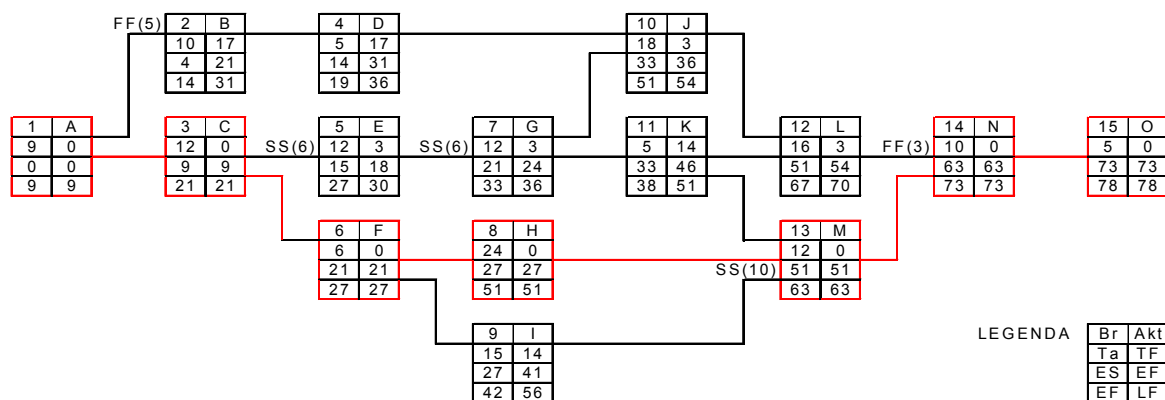 FF(5) 2 B 4 D 10 J
10 17 5 17 18 3
4 21 14 31 33 36
14 31 19 36 51 54
1 A 3 C 5 E 7 G 11 K 12 L 14 N 15 O
9 0 12 0 SS(6) 12 3 SS(6) 12 3 5 14 16 3 FF(3) 10 0 5 0
0 0 9 9 15 18 21 24 33 46 51 54 63 63 73 73
9 9 21 21 27 30 33 36 38 51 67 70 73 73 78 78
6 F 8 H 13 M
6 0 24 0 12 0
21 21 27 27 SS(10) 51 51
27 27 51 51 63 63
9 I LEGENDA Br Akt
15 14 Ta TF
27 41 ES EF
42 56 EF LF